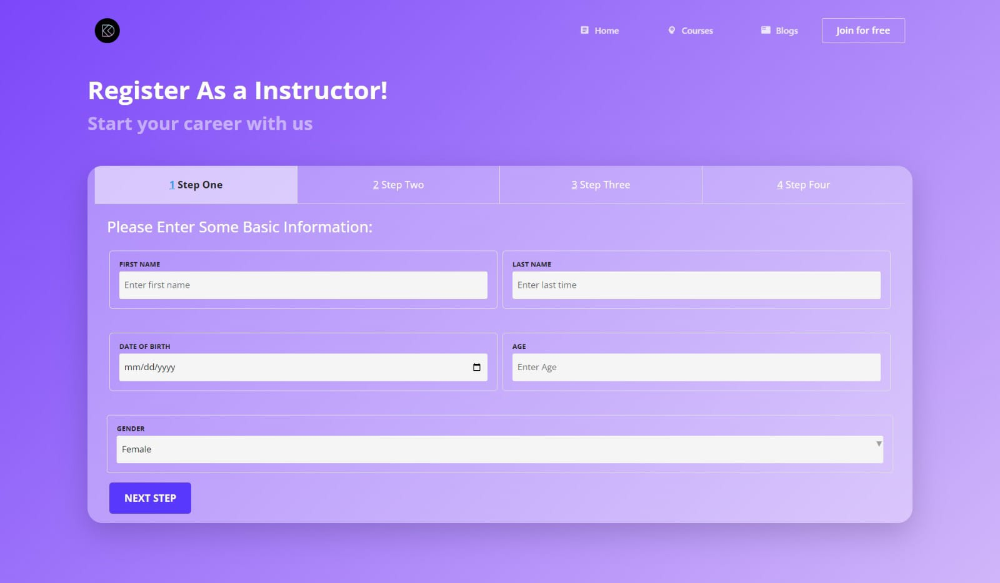 Home
Courses
Blogs
Join for free
Register As a Instructor!
Start your career with us
1 Step One
2 Step Two
3 Step Three
4 Step Four
Please Enter Some Basic Information:
FIRST NAME
LAST NAME
Enter first name
Enter last time
DATE OF BIRTH
AGE
mm/dd/yyyy
Enter Age
GENDER
Female
NEXT STEP